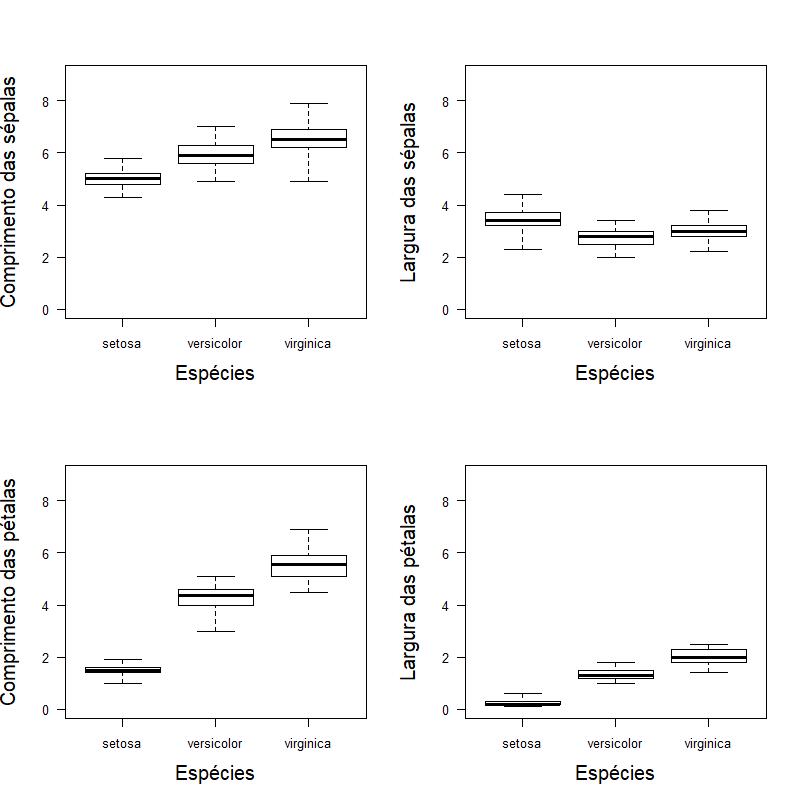 Comprimento das sépalas
8
6
4
2
0
setosa versicolor virginica
Espécies
Largura das sépalas
8
6
4
2
0
setosa versicolor virginica
Espécies
Comprimento das pétalas
8
6
4
2
0
setosa versicolor virginica
Espécies
Largura das pétalas
8
6
4
2
0
setosa versicolor virginica
Espécies